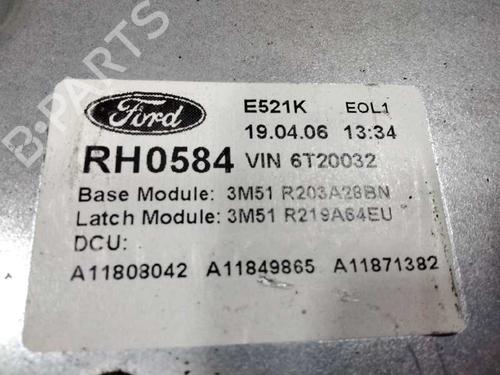 B-PARTS
Ford
E521K EOL1
19.04.06 13:34
RH0584 VIN 6T20032
Base Module: 3M51 R203A28BN
Latch Module: 3M51 R219A64EU
DCU:
A11808042 A11849865 A11871382